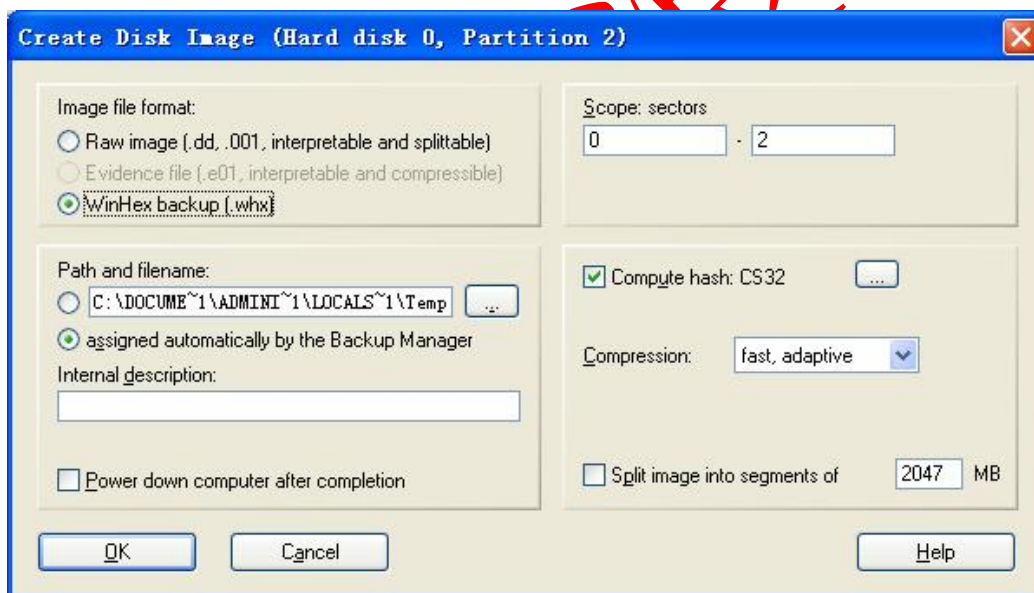 Create Disk Image (Hard disk 0, Partition 2)
Image file format:
Raw image (.dd, .001, interpretable and splittable)
Evidence file (.e01, interpretable and compressible)
WinHex backup (.whx)
Scope: sectors
0 - 2
Path and filename:
C:\DOCUME~1\ADMINI~1\LOCALS~1\Temp ...
assigned automatically by the Backup Manager
Internal description:
Power down computer after completion
Compute hash: CS32 ...
Compression: fast, adaptive
Split image into segments of 2047 MB
OK Cancel Help